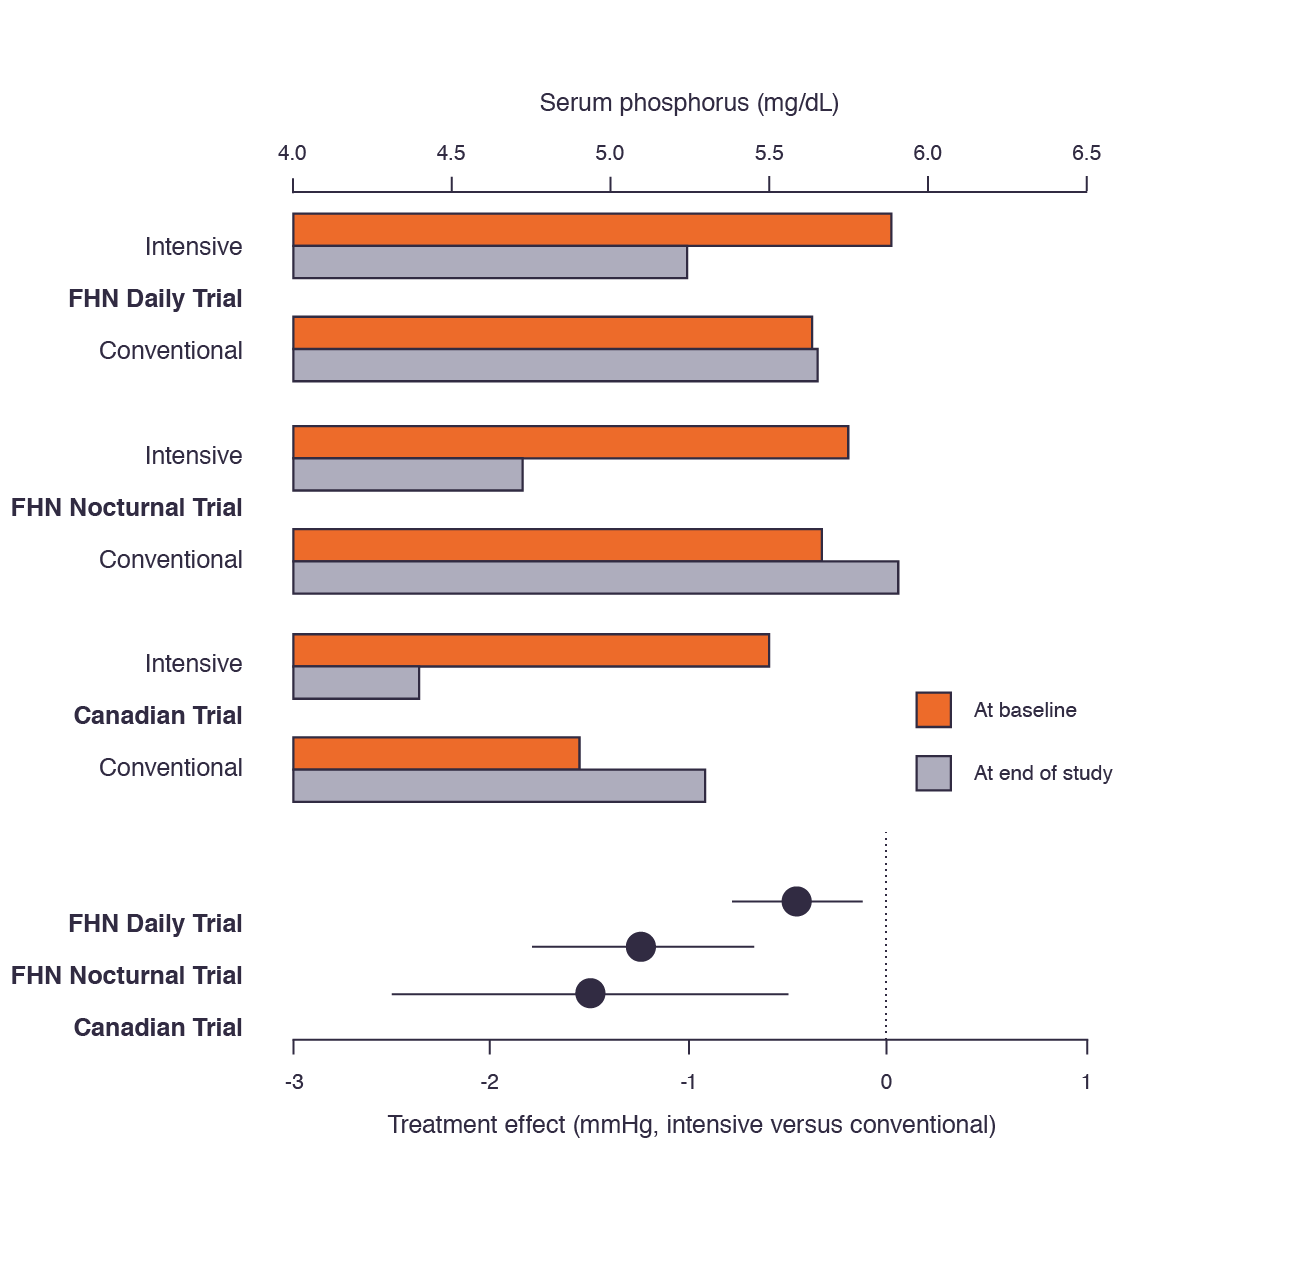 Serum phosphorus (mg/dL)
4.0 4.5 5.0 5.5 6.0 6.5
Intensive
FHN Daily Trial
Conventional
Intensive
FHN Nocturnal Trial
Conventional
Intensive
Canadian Trial
Conventional
At baseline
At end of study
FHN Daily Trial
FHN Nocturnal Trial
Canadian Trial
-3 -2 -1 0 1
Treatment effect (mmHg, intensive versus conventional)